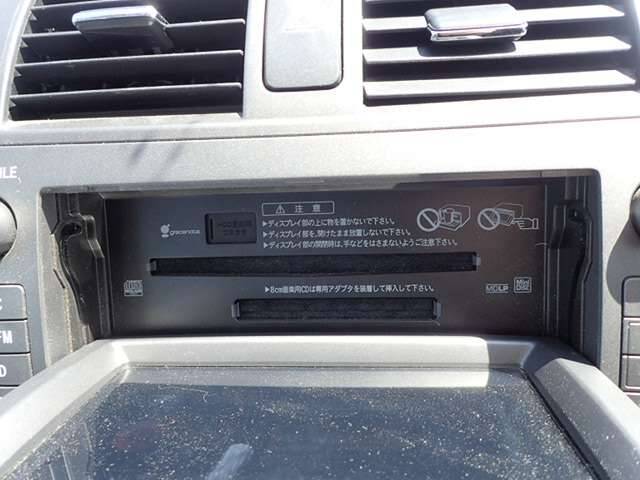 ⚠ 注意
▶ディスプレイ部の上に物を置かないで下さい。
▶ディスプレイ部を、開けたまま放置しないで下さい。
▶ディスプレイ部の開閉時は、手などをはさまないようご注意下さい。
gracenote
▶8cm音楽用CDは専用アダプタを装着して挿入して下さい。
MDLP
Mini Disc
FM